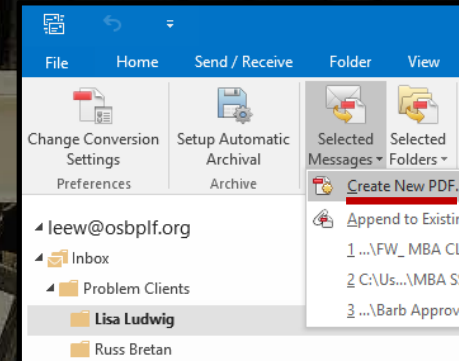 File Home Send / Receive Folder View
Change Conversion Settings
Setup Automatic Archival
Selected Messages
Selected Folders
Preferences Archive
Create New PDF.
Append to Existin
1 ...\FW_ MBA CL
2 C:\Us...\MBA S
3 ...\Barb Approv
leew@osbplf.org
Inbox
Problem Clients
Lisa Ludwig
Russ Bretan